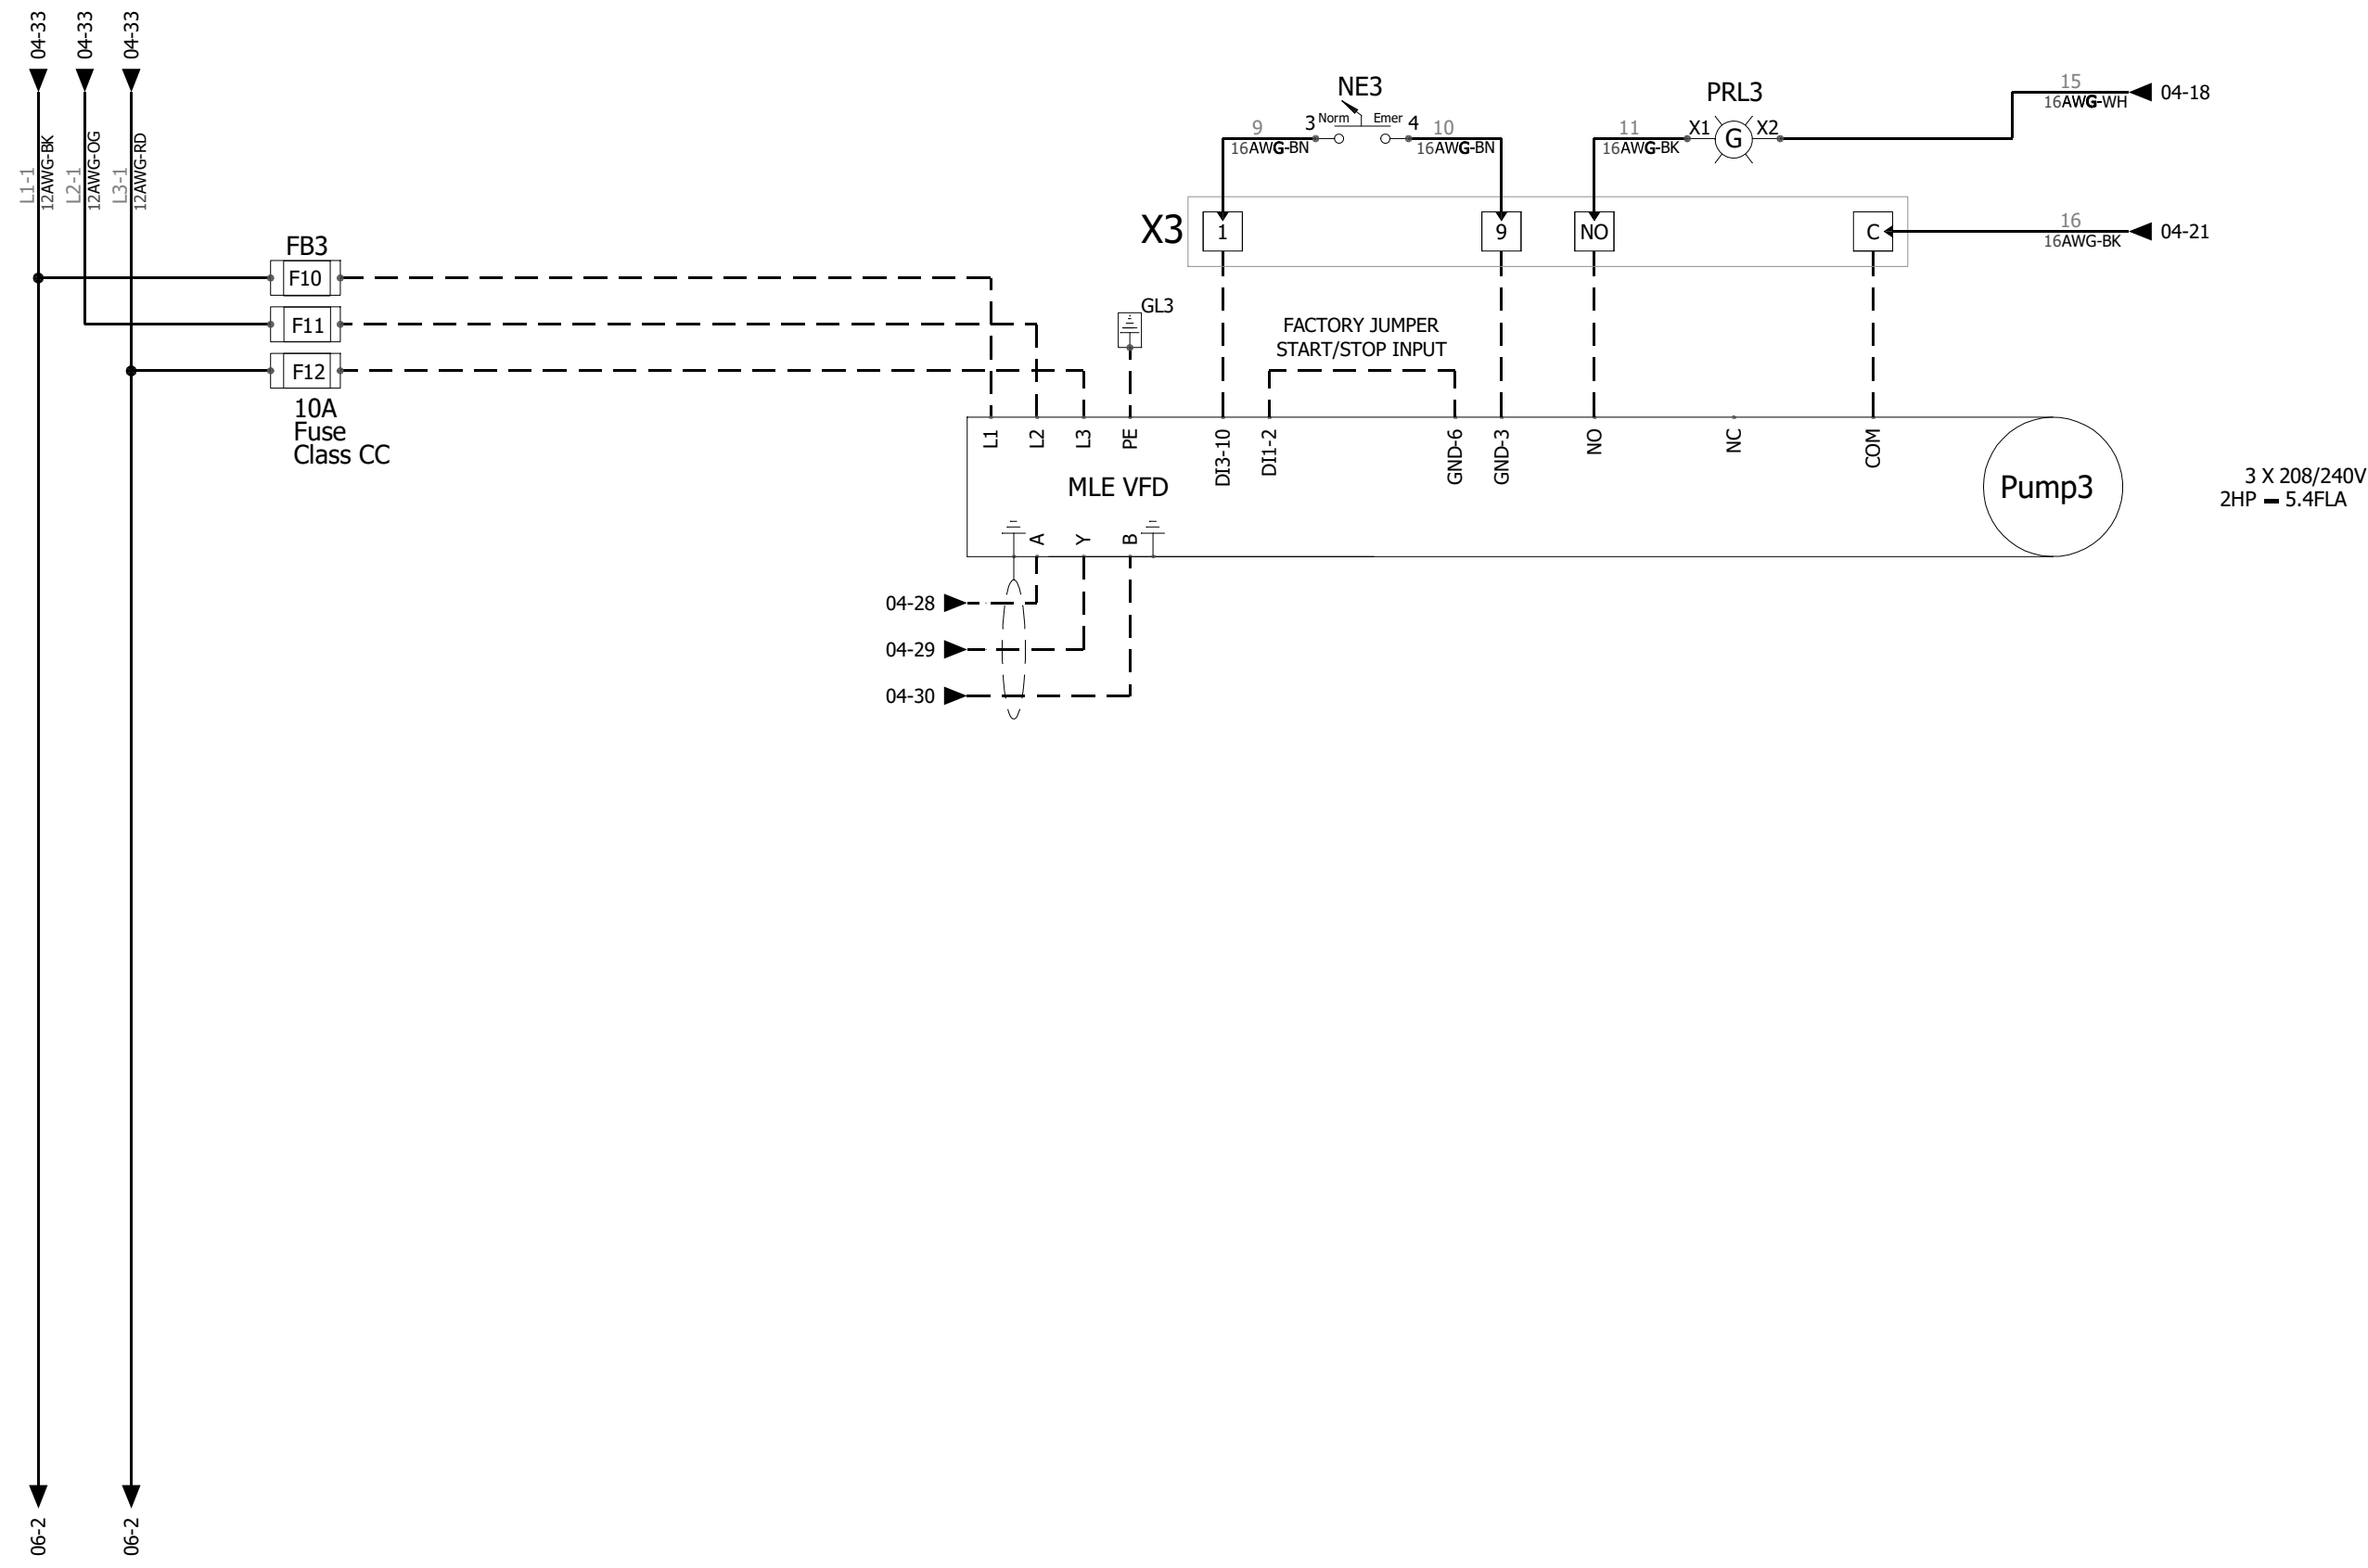 04-33
04-33
04-33
L1-1
12AWG-BK
L2-1
12AWG-OG
L3-1
12AWG-RD
NE3
3 Norm Emer 4
9
16AWG-BN
10
16AWG-BN
PRL3
11
16AWG-BK
X1 G X2
15
16AWG-WH
04-18
X3
1
9
NO
C
16
16AWG-BK
04-21
FB3
F10
F11
F12
10A
Fuse
Class CC
GL3
FACTORY JUMPER
START/STOP INPUT
L1
L2
L3
PE
DI3-10
DI1-2
GND-6
GND-3
NO
NC
COM
MLE VFD
Pump3
3 X 208/240V
2HP - 5.4FLA
A
Y
B
04-28
04-29
04-30
06-2
06-2